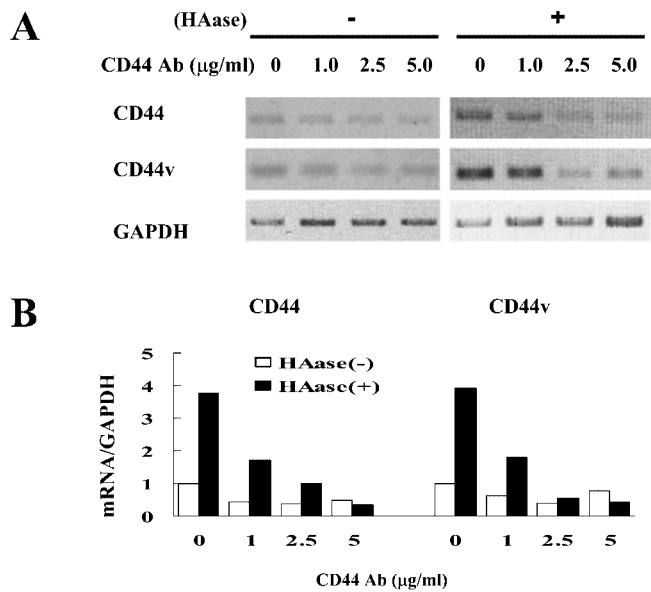 A
(HAase) - +
CD44 Ab (μg/ml) 0 1.0 2.5 5.0 0 1.0 2.5 5.0
CD44
CD44v
GAPDH
B
CD44 CD44v
HAase(-)
HAase(+)
mRNA/GAPDH
5
4
3
2
1
0
0 1 2.5 5 0 1 2.5 5
CD44 Ab (μg/ml)